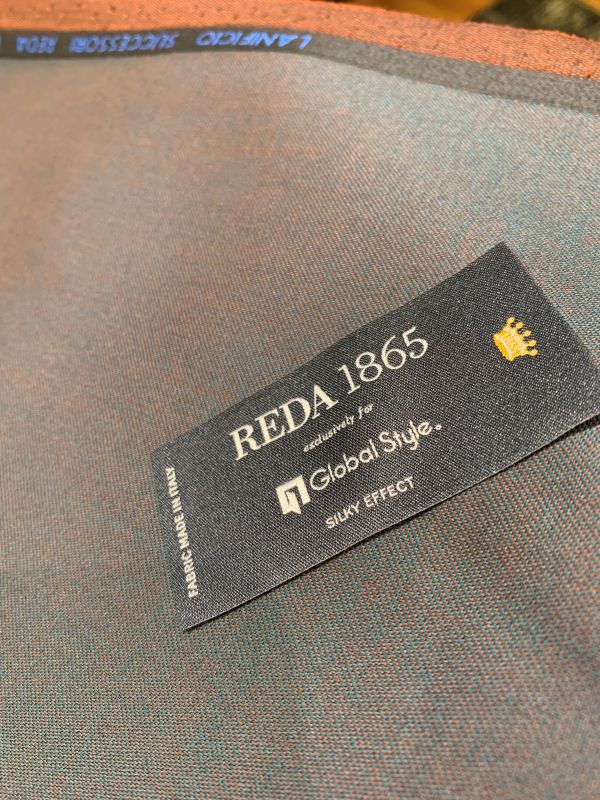 LANIFICIO SUCCESSORI REDA
REDA 1865
exclusively for
Global Style.
SILKY EFFECT
FABRIC MADE IN ITALY